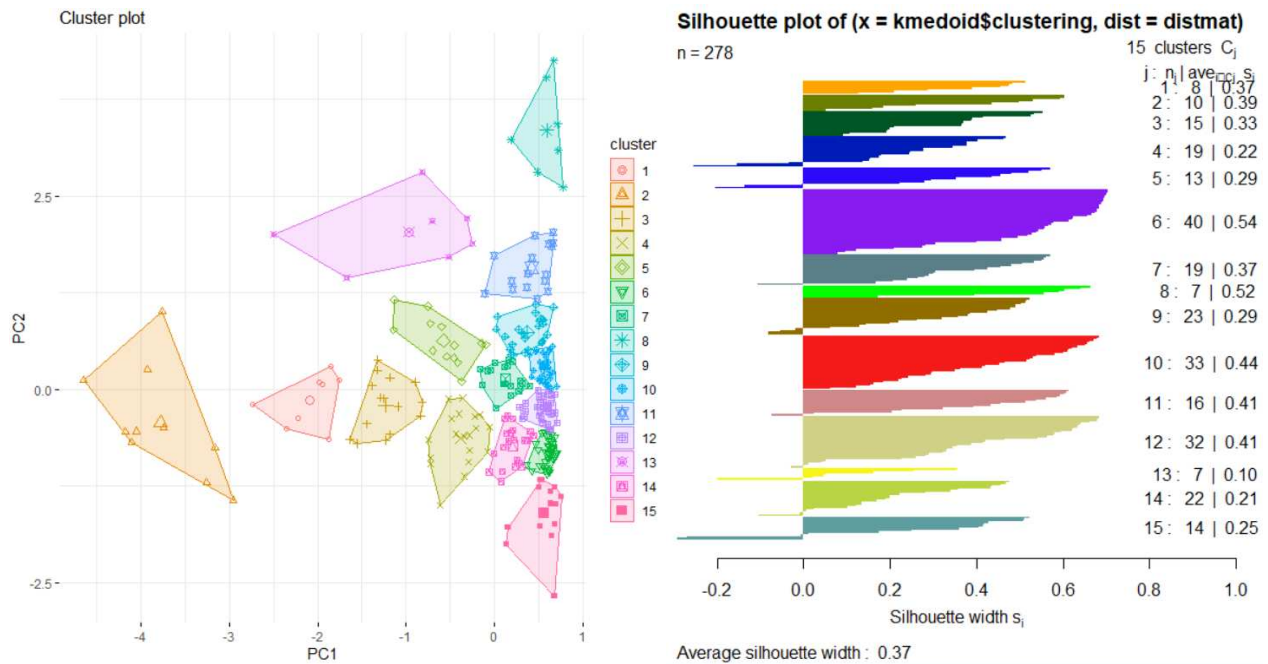 Cluster plot
2.5
0.0
-2.5
PC2
-4
-3
-2
-1
0
1
PC1
cluster
1
2
3
4
5
6
7
8
9
10
11
12
13
14
15
Silhouette plot of (x = kmedoid$clustering, dist = distmat)
n = 278
15 clusters Cj
j : nj | avei□Cj sj
1 : 8 | 0.37
2 : 10 | 0.39
3 : 15 | 0.33
4 : 19 | 0.22
5 : 13 | 0.29
6 : 40 | 0.54
7 : 19 | 0.37
8 : 7 | 0.52
9 : 23 | 0.29
10 : 33 | 0.44
11 : 16 | 0.41
12 : 32 | 0.41
13 : 7 | 0.10
14 : 22 | 0.21
15 : 14 | 0.25
-0.2
0.0
0.2
0.4
0.6
0.8
1.0
Silhouette width si
Average silhouette width : 0.37